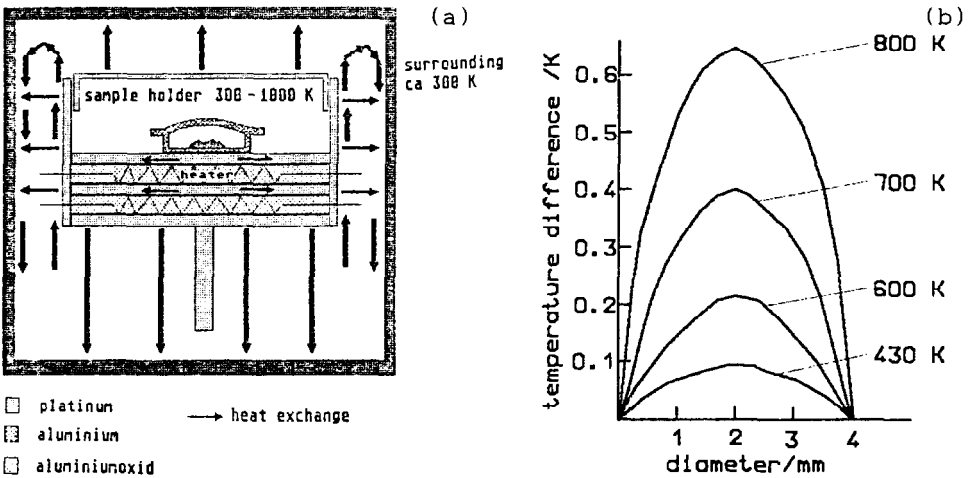 (a)
surrounding
ca 300 K
sample holder 300-1000 K
heater
platinum
aluminium
aluminiumoxid
heat exchange
(b)
temperature difference /K
0.6
0.5
0.4
0.3
0.2
0.1
800 K
700 K
600 K
430 K
1 2 3 4
diameter/mm